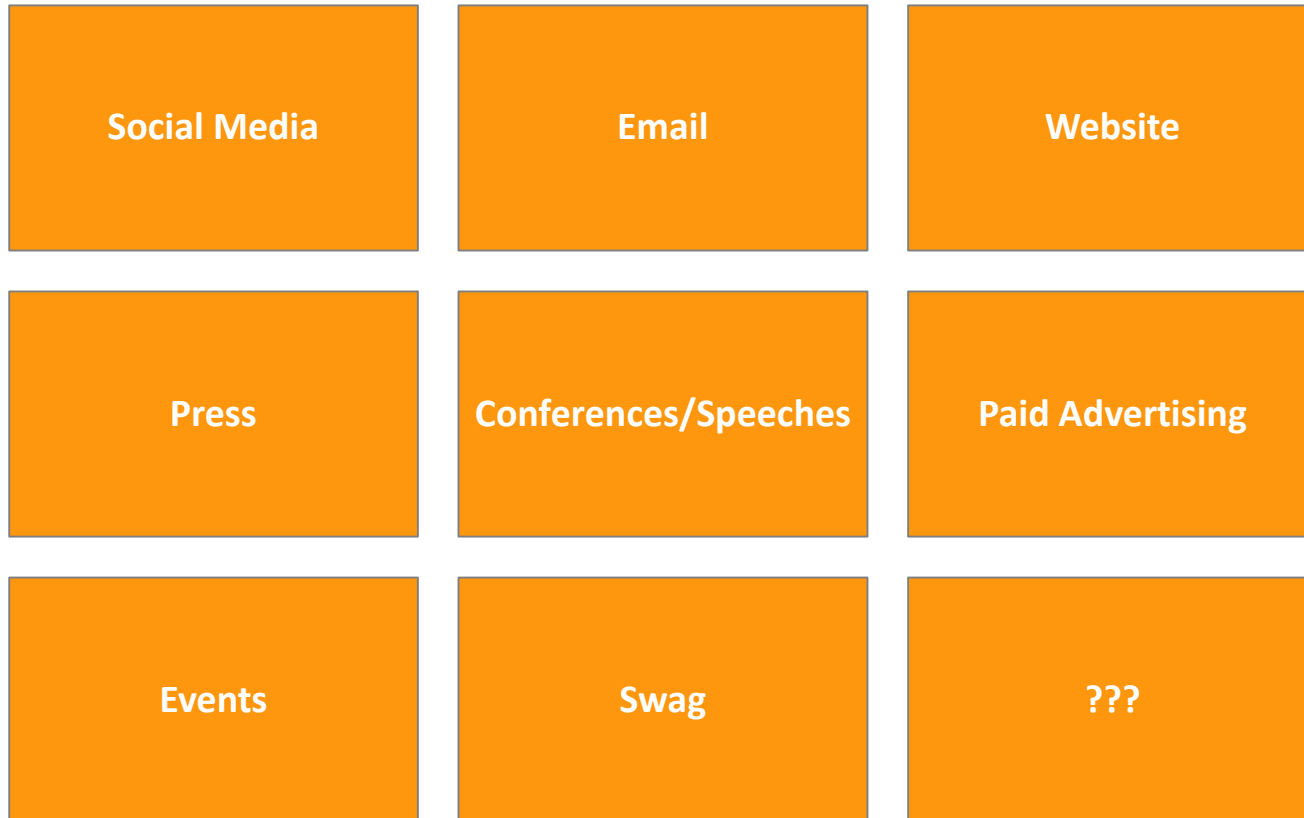 Social Media
Email
Website
Press
Conferences/Speeches
Paid Advertising
Events
Swag
???